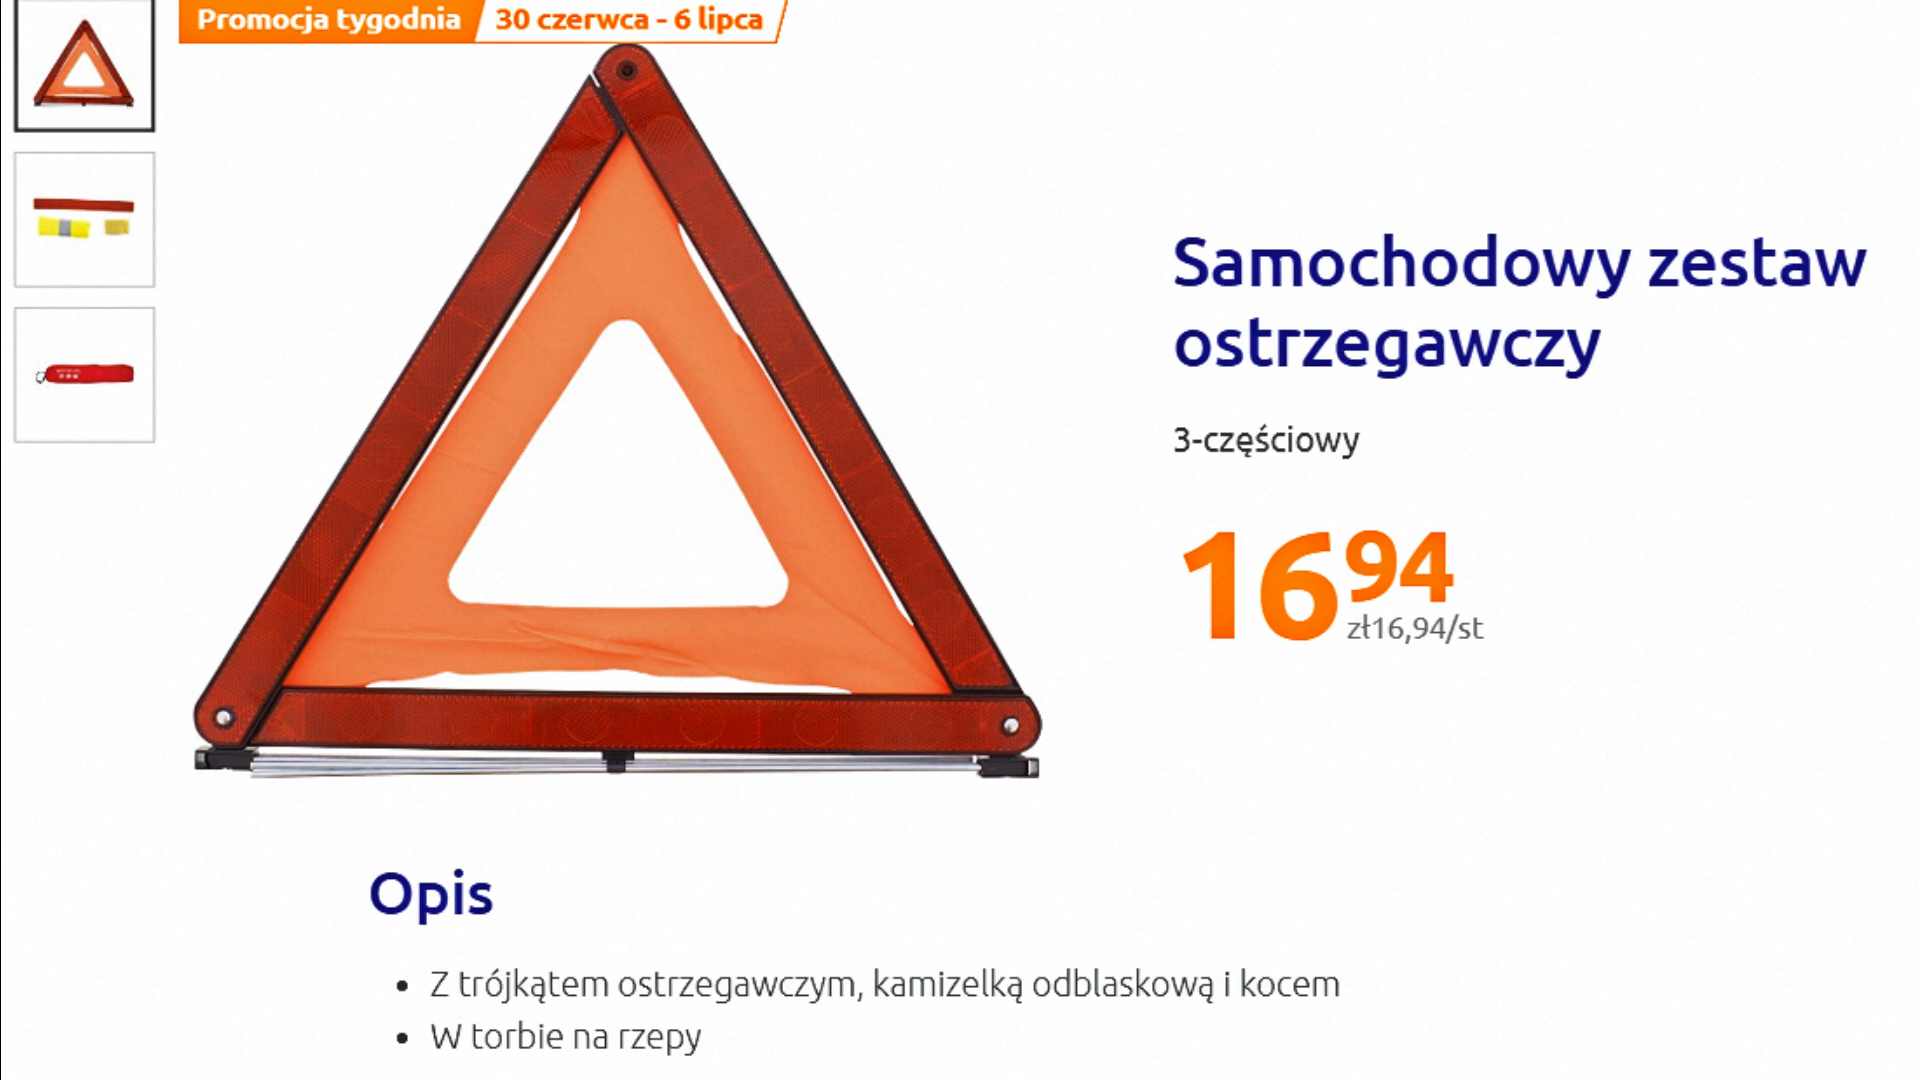 Promocja tygodnia 30 czerwca - 6 lipca
Samochodowy zestaw
ostrzegawczy
3-częściowy
16 94
zł16,94/st
Opis
Z trójkątem ostrzegawczym, kamizelką odblaskową i kocem
W torbie na rzepy